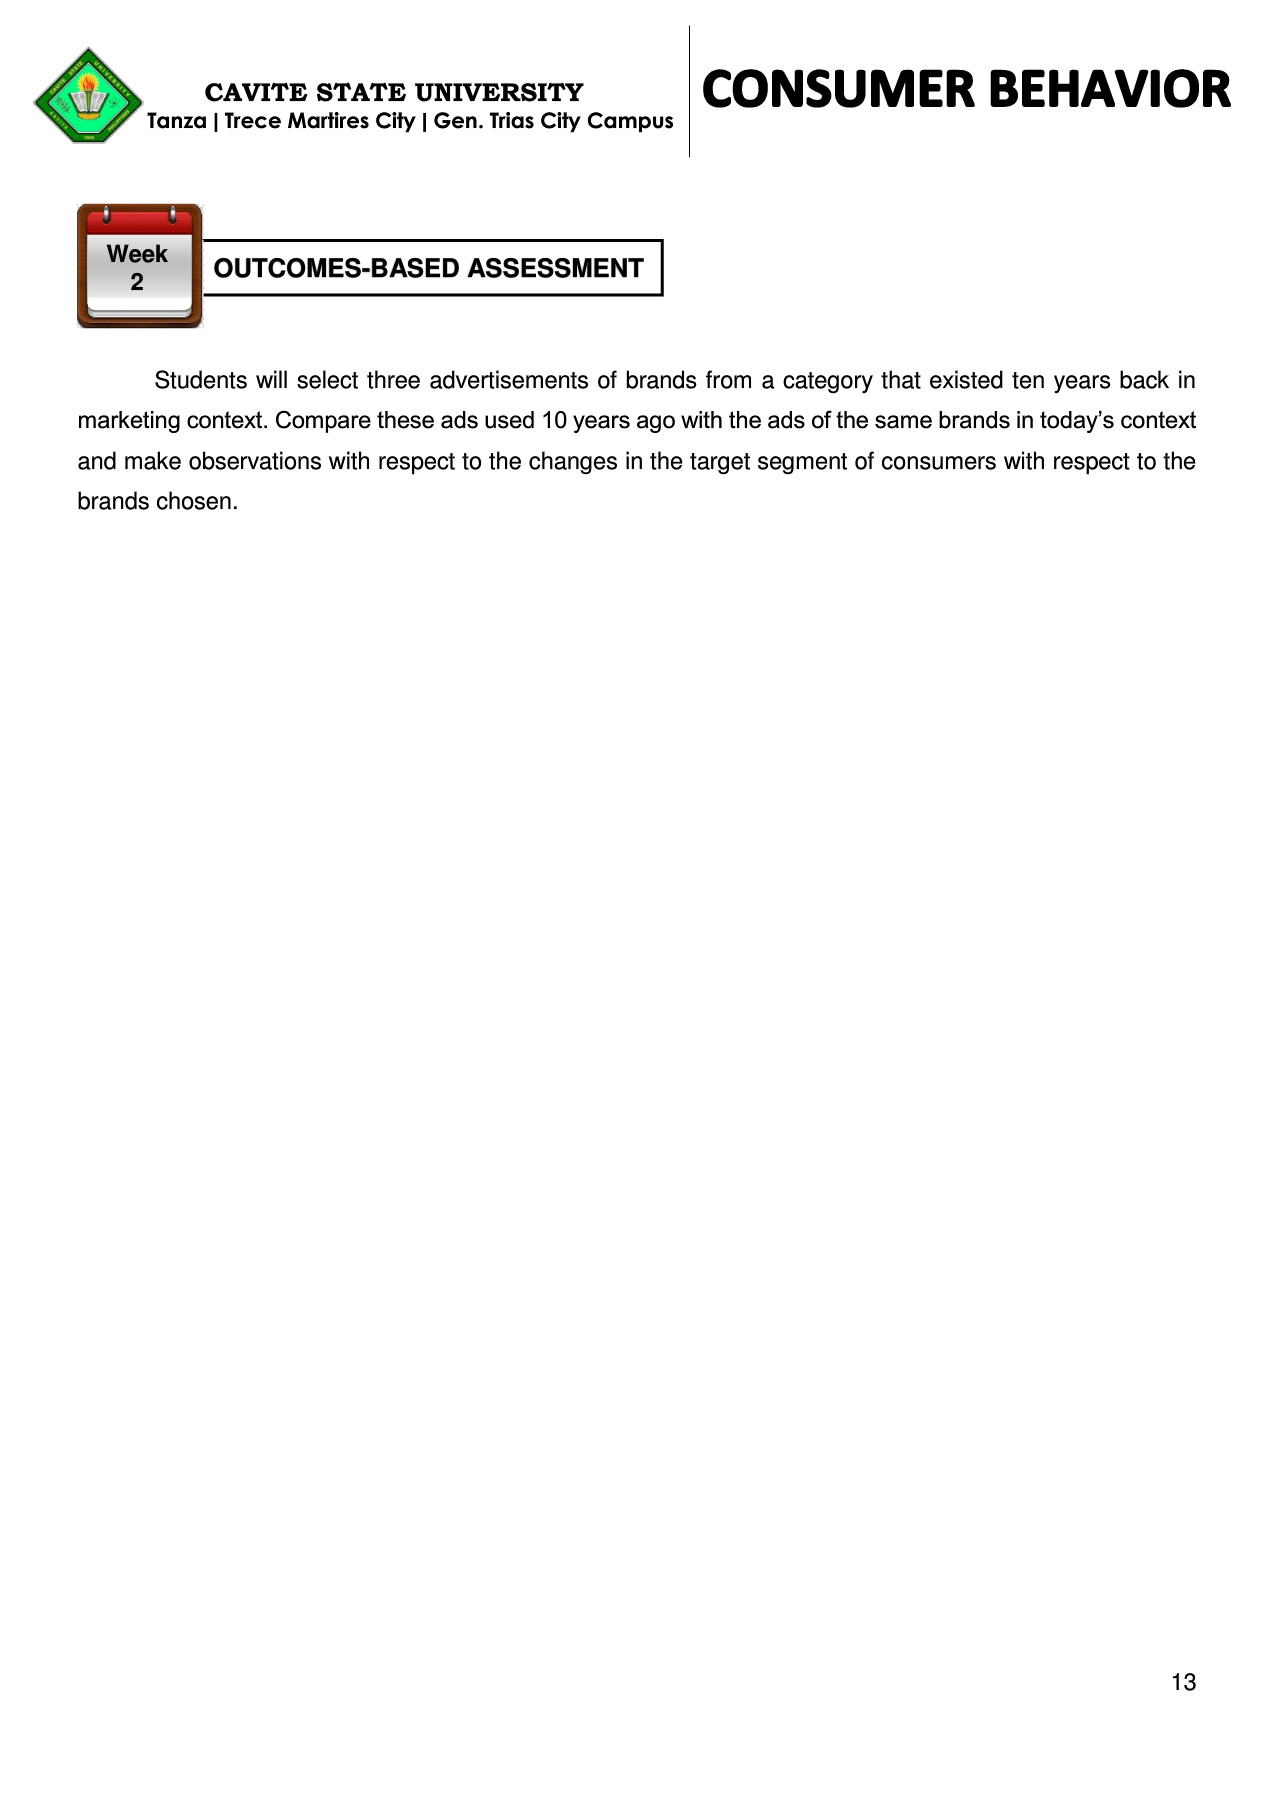 CAVITE STATE UNIVERSITY
Tanza | Trece Martires City | Gen. Trias City Campus
CONSUMER BEHAVIOR
Week
2
OUTCOMES-BASED ASSESSMENT
Students will select three advertisements of brands from a category that existed ten years back in
marketing context. Compare these ads used 10 years ago with the ads of the same brands in today’s context
and make observations with respect to the changes in the target segment of consumers with respect to the
brands chosen.
13